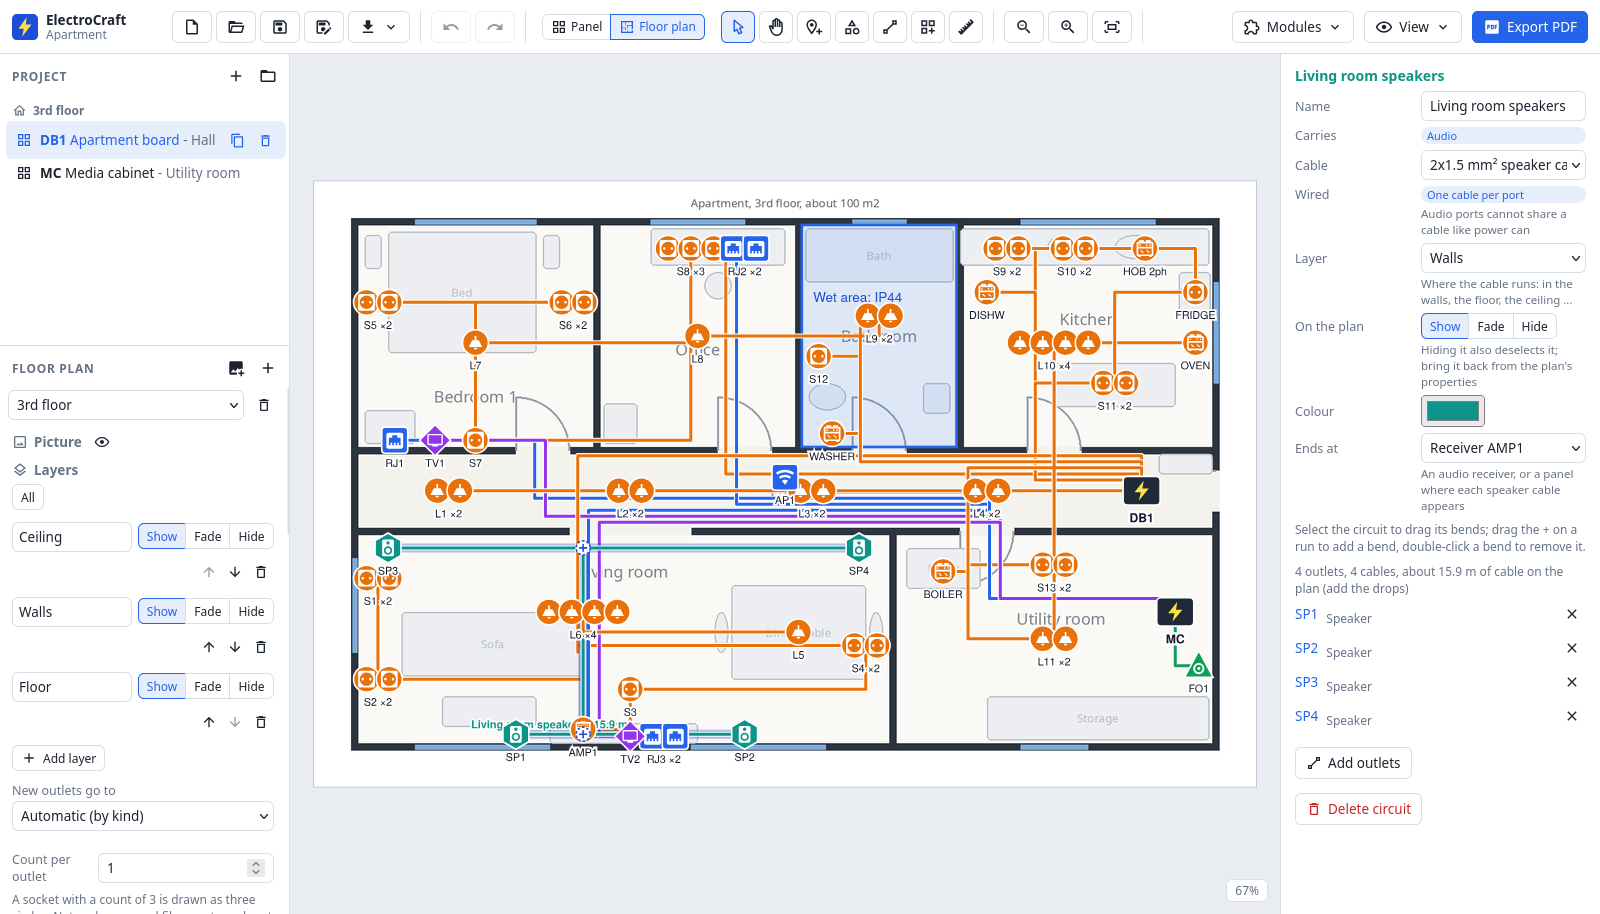 ElectroCraft
Apartment
Panel
Floor plan
Modules
View
Export PDF
PROJECT
3rd floor
DB1 Apartment board - Hall
MC Media cabinet - Utility room
FLOOR PLAN
3rd floor
Picture
Layers
All
Ceiling
Show Fade Hide
Walls
Show Fade Hide
Floor
Show Fade Hide
Add layer
New outlets go to
Automatic (by kind)
Count per
outlet
1
A socket with a count of 3 is drawn as three
Apartment, 3rd floor, about 100 m2
Bed
Bath
Wet area: IP44
Kitchen
Bedroom 1
Sofa
Utility room
Storage
S8 ×3
RJ2 ×2
S9 ×2
S10 ×2
HOB 2ph
S5 ×2
S6 ×2
DISHW
FRIDGE
L7
L8
L9 ×2
S12
L10 ×4
OVEN
S11 ×2
RJ1
TV1
S7
WASHER
L1 ×2
L2 ×2
AP1
L3 ×2
L4 ×2
DB1
SP3
SP4
S1 ×2
BOILER
S13 ×2
L6 ×4
L5
S4 ×2
L11 ×2
MC
FO1
S2 ×2
S3
SP1
AMP1
TV2
RJ3 ×2
SP2
67%
Living room speakers
Name
Living room speakers
Carries
Audio
Cable
2x1.5 mm² speaker ca
Wired
One cable per port
Audio ports cannot share a
cable like power can
Layer
Walls
Where the cable runs: in the
walls, the floor, the ceiling ...
On the plan
Show Fade Hide
Hiding it also deselects it;
bring it back from the plan's
properties
Colour
Ends at
Receiver AMP1
An audio receiver, or a panel
where each speaker cable
appears
Select the circuit to drag its bends; drag the + on a
run to add a bend, double-click a bend to remove it.
4 outlets, 4 cables, about 15.9 m of cable on the
plan (add the drops)
SP1 Speaker
SP2 Speaker
SP3 Speaker
SP4 Speaker
Add outlets
Delete circuit